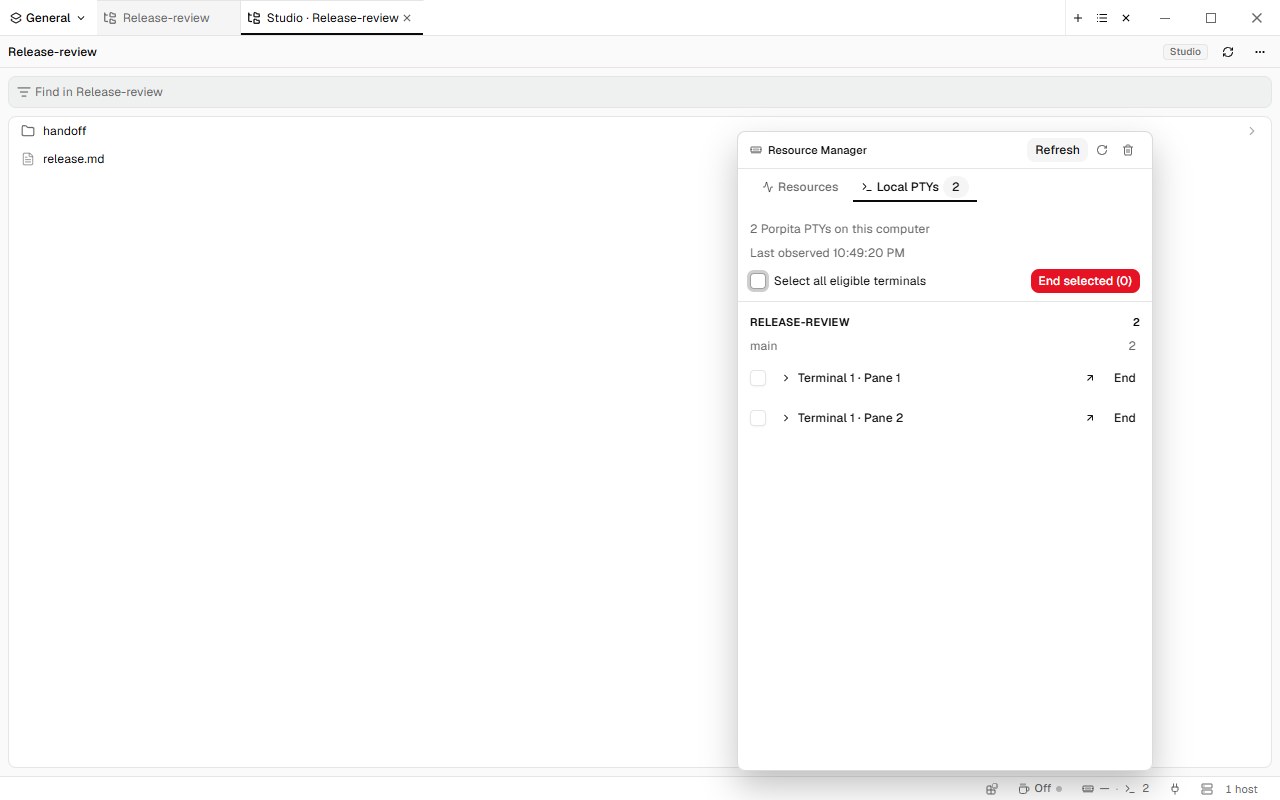 General
Release-review
Studio · Release-review
Release-review
Studio
Find in Release-review
handoff
release.md
Resource Manager
Refresh
Resources
Local PTYs 2
2 Porpita PTYs on this computer
Last observed 10:49:20 PM
Select all eligible terminals
End selected (0)
RELEASE-REVIEW 2
main 2
Terminal 1 · Pane 1
End
Terminal 1 · Pane 2
End
Off
— · 2
1 host